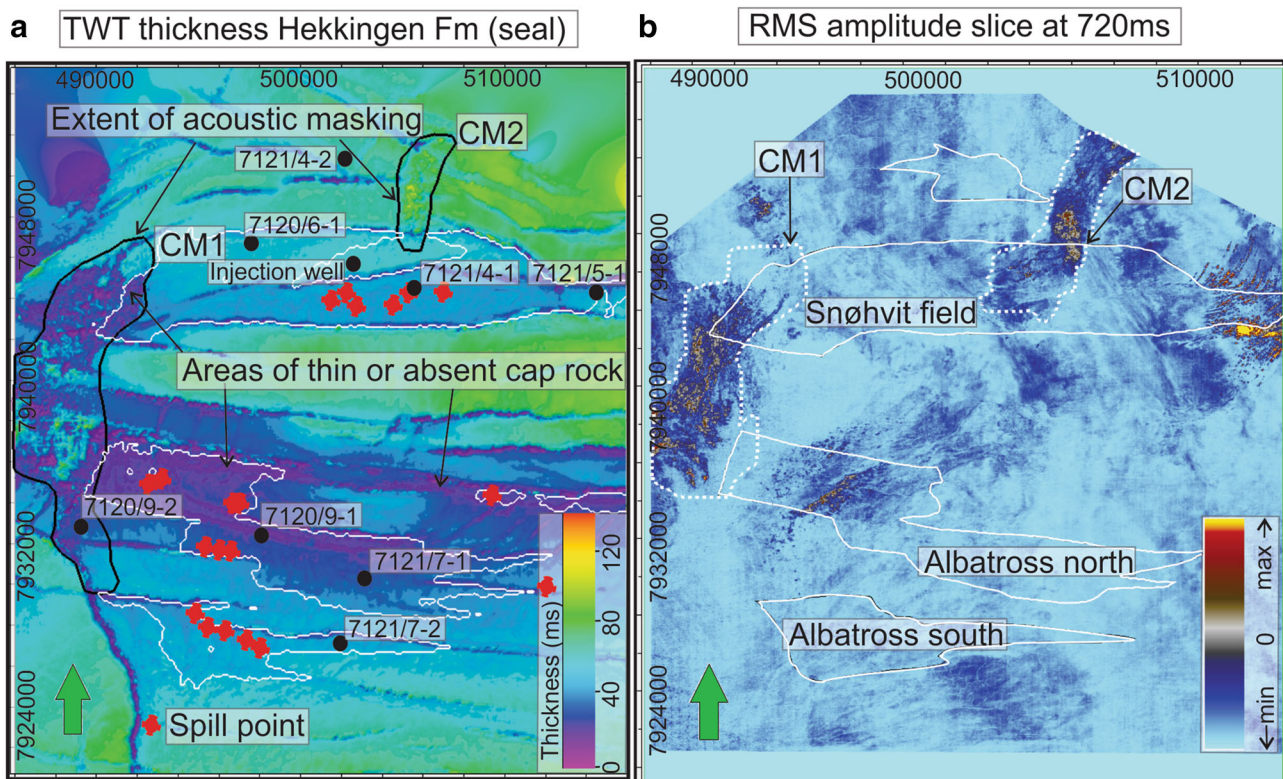 a
TWT thickness Hekkingen Fm (seal)
490000
500000
510000
Extent of acoustic masking
CM2
7121/4-2
7948000
7120/6-1
CM1
Injection well
7121/4-1
7121/5-1
Areas of thin or absent cap rock
7940000
7120/9-2
7120/9-1
7932000
7121/7-1
7121/7-2
Spill point
7924000
Thickness (ms)
120
80
40
0
b
RMS amplitude slice at 720ms
490000
500000
510000
CM1
CM2
7948000
Snøhvit field
7940000
7932000
Albatross north
Albatross south
7924000
←min 0 max→